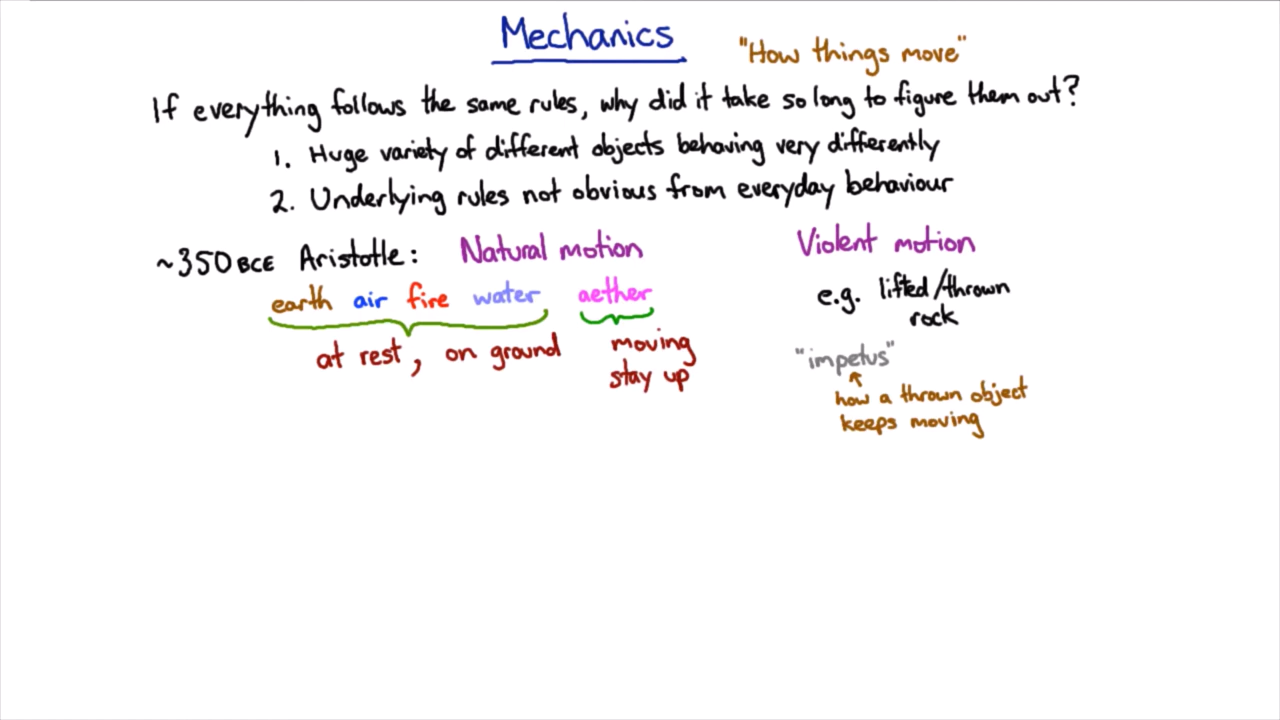 Mechanics
"How things move"
If everything follows the same rules, why did it take so long to figure them out?
1. Huge variety of different objects behaving very differently
2. Underlying rules not obvious from everyday behaviour
~350 BCE Aristotle: Natural motion
earth air fire water aether
at rest, on ground
moving
stay up
Violent motion
e.g. lifted/thrown
rock
"impetus"
how a thrown object
keeps moving